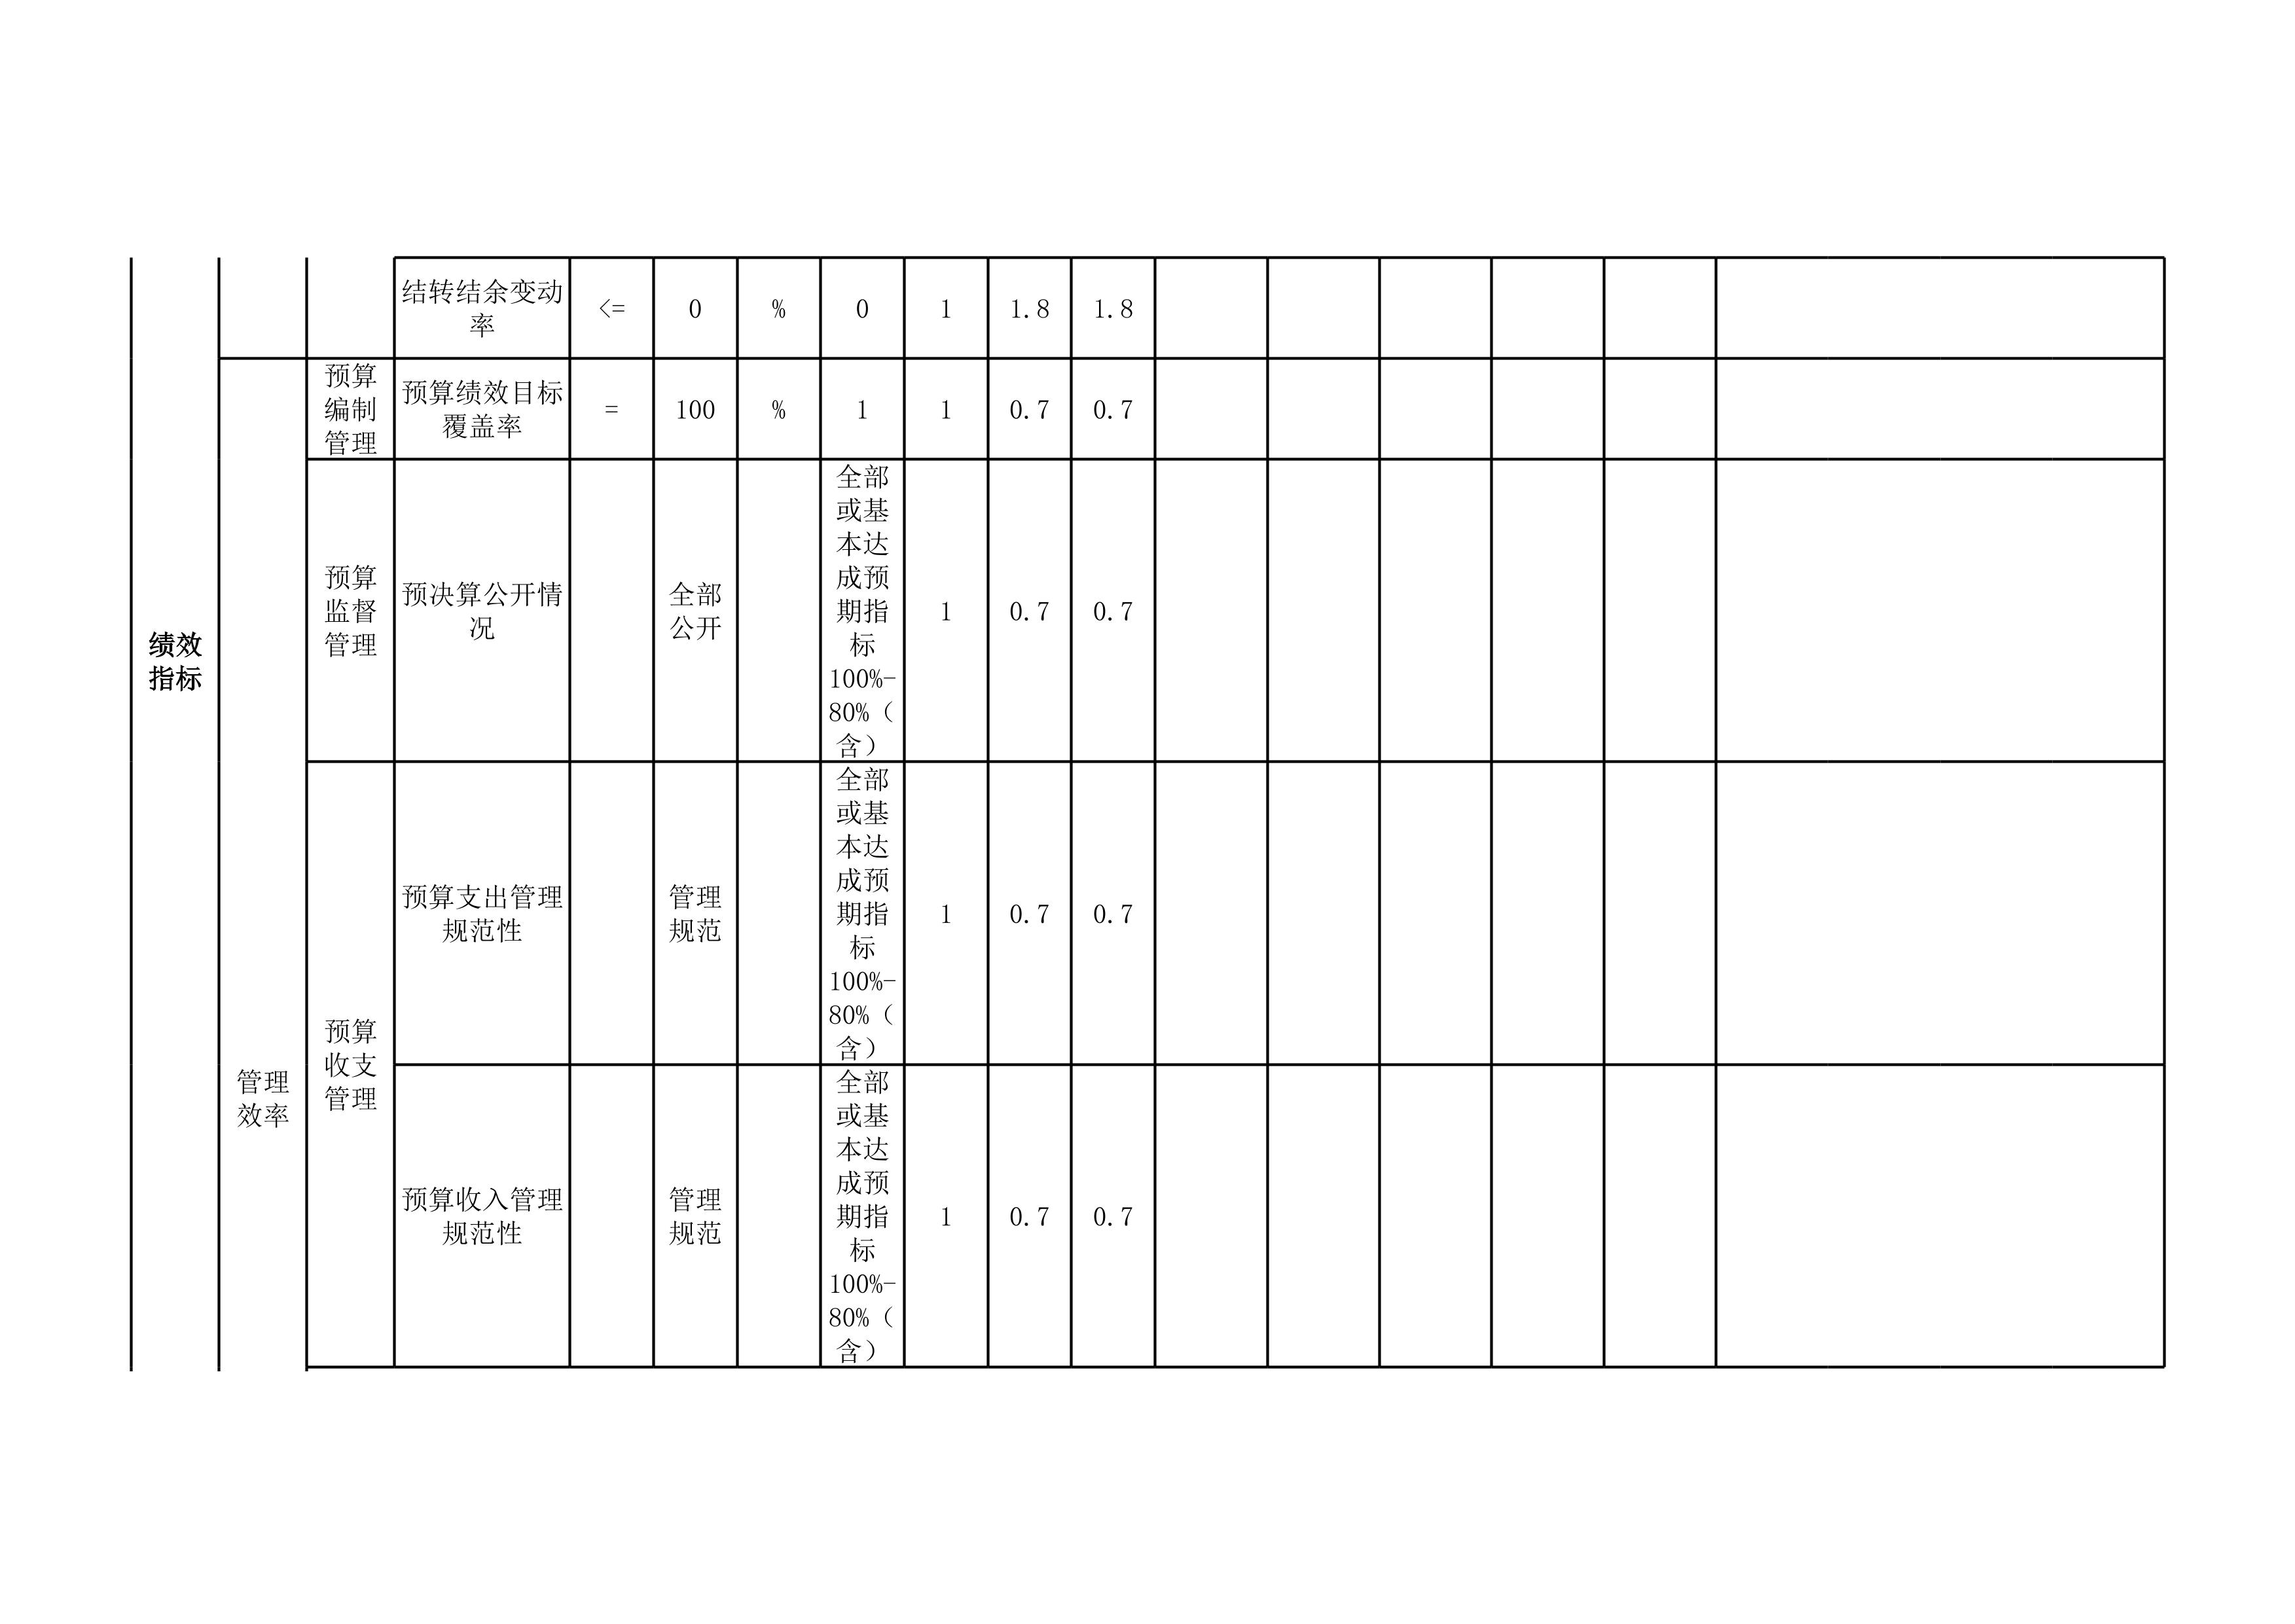 绩效
指标
结转结余变动
率
<=
0
%
0
1
1.8
1.8
管理
效率
预算
编制
管理
预算绩效目标
覆盖率
=
100
%
1
1
0.7
0.7
预算
监督
管理
预决算公开情
况
全部
公开
全部
或基
本达
成预
期指
标
100%-
80%（
含）
1
0.7
0.7
预算
收支
管理
预算支出管理
规范性
管理
规范
全部
或基
本达
成预
期指
标
100%-
80%（
含）
1
0.7
0.7
预算收入管理
规范性
管理
规范
全部
或基
本达
成预
期指
标
100%-
80%（
含）
1
0.7
0.7